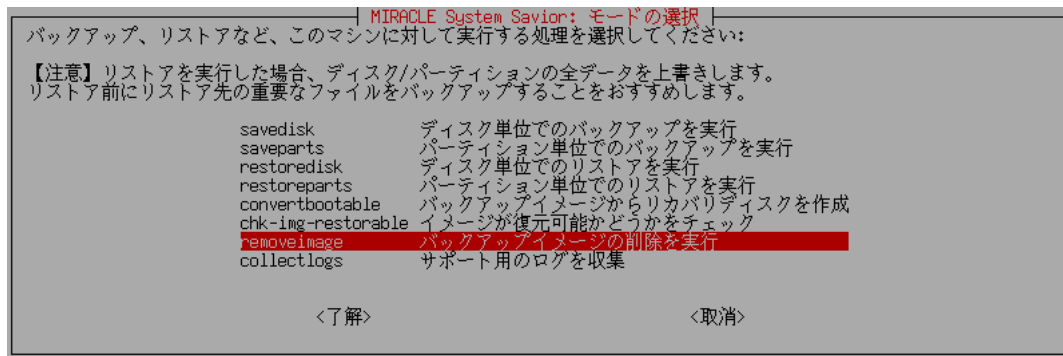 MIRACLE System Savior: モードの選択
バックアップ、リストアなど、このマシンに対して実行する処理を選択してください:
【注意】リストアを実行した場合、ディスク/パーティションの全データを上書きします。
リストア前にリストア先の重要なファイルをバックアップすることをおすすめします。
savedisk ディスク単位でのバックアップを実行
saveparts パーティション単位でのバックアップを実行
restoredisk ディスク単位でのリストアを実行
restoreparts パーティション単位でのリストアを実行
convertbootable バックアップイメージからリカバリディスクを作成
chk-img-restorable イメージが復元可能かどうかをチェック
removeimage バックアップイメージの削除を実行
collectlogs サポート用のログを収集
<了解> <取消>